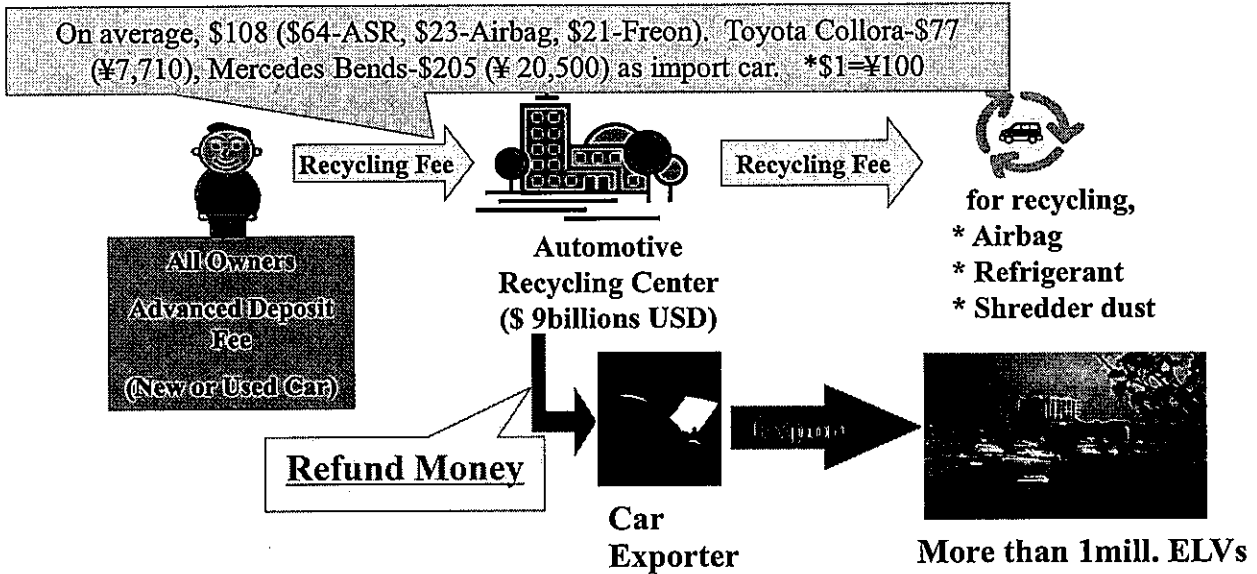 On average, $108 ($64-ASR, $23-Airbag, $21-Freon). Toyota Collora-$77
(¥7,710), Mercedes Bends-$205 (¥ 20,500) as import car. *$1=¥100
Recycling Fee
Recycling Fee
All Owners
Advanced Deposit
Fee
(New or Used Car)
Automotive
Recycling Center
($ 9billions USD)
for recycling,
* Airbag
* Refrigerant
* Shredder dust
Refund Money
Car
Exporter
More than 1mill. ELVs